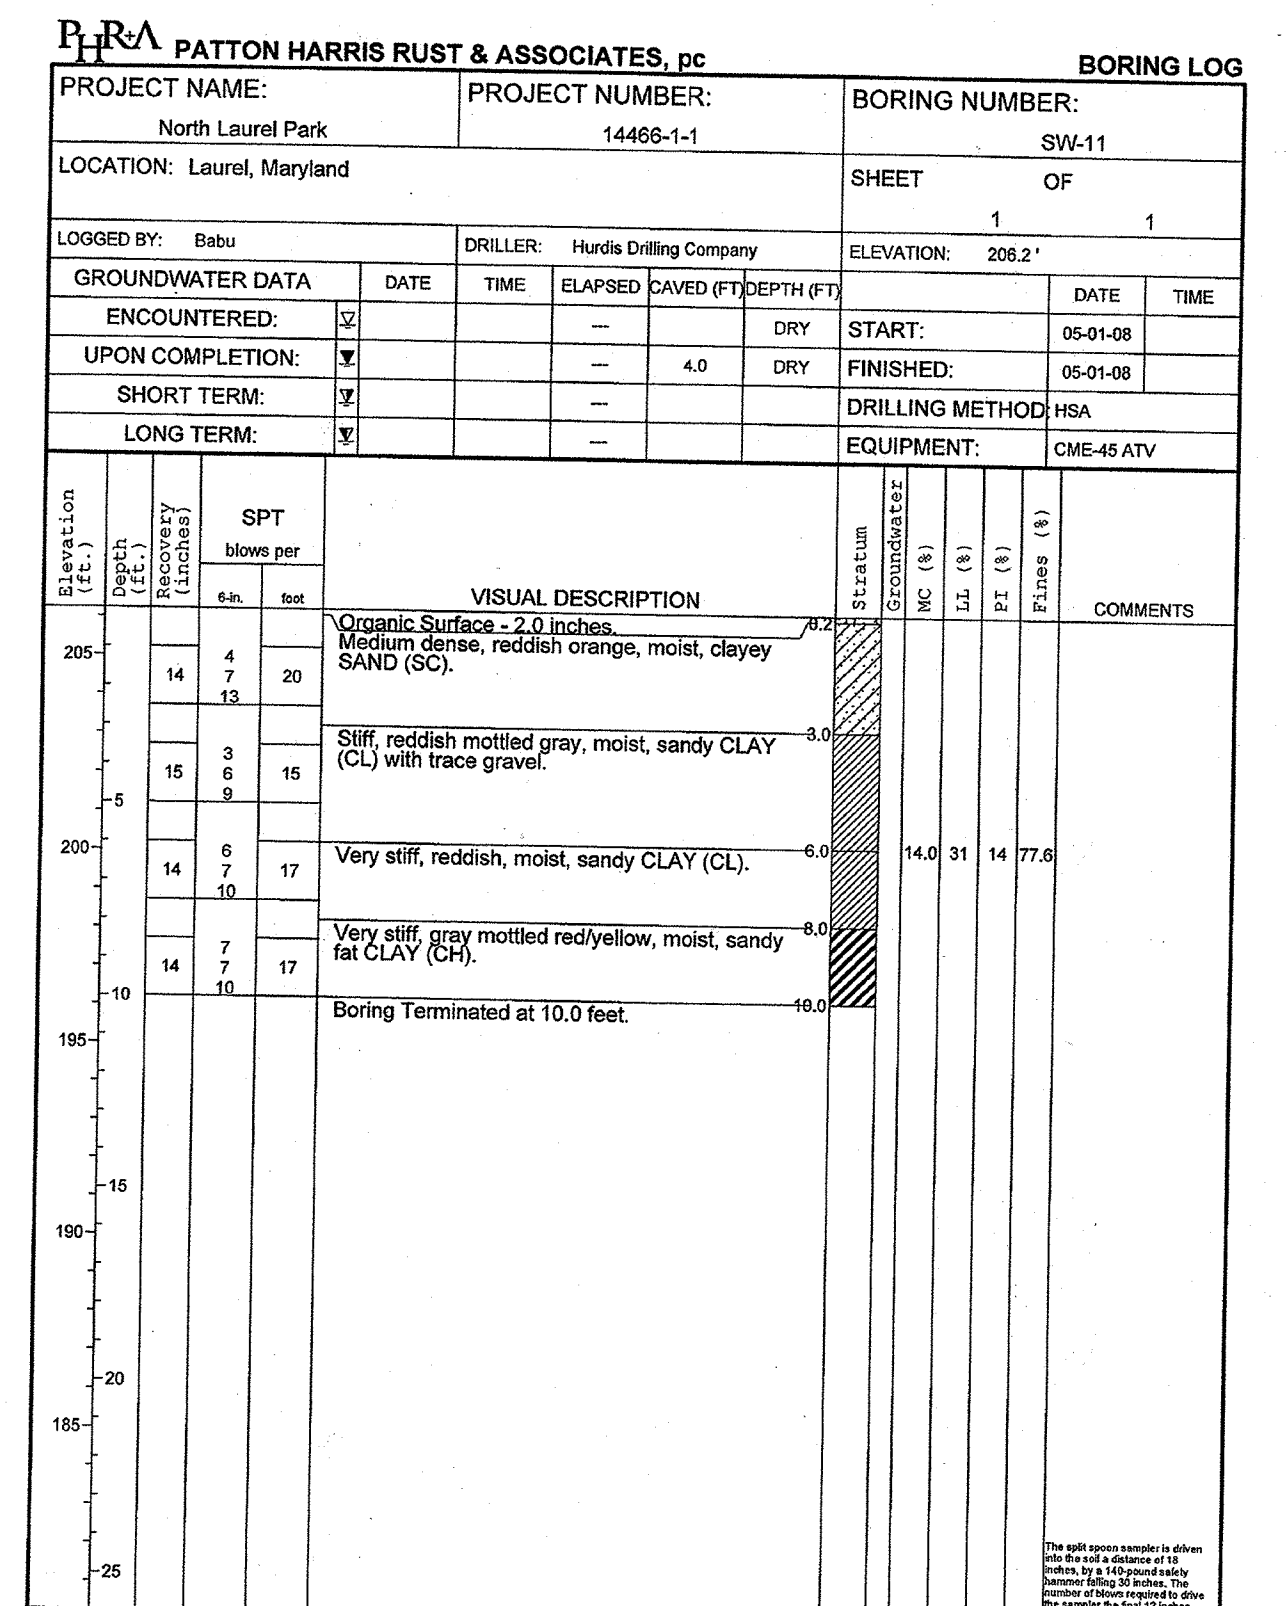 PHR+A PATTON HARRIS RUST & ASSOCIATES, pc BORING LOG
PROJECT NAME: PROJECT NUMBER: BORING NUMBER:
North Laurel Park 14466-1-1 SW-11
LOCATION: Laurel, Maryland SHEET OF
1 1
LOGGED BY: Babu DRILLER: Hurdis Drilling Company ELEVATION: 206.2 '
GROUNDWATER DATA DATE TIME ELAPSED CAVED (FT) DEPTH (FT) DATE TIME
ENCOUNTERED: --- DRY START: 05-01-08
UPON COMPLETION: --- 4.0 DRY FINISHED: 05-01-08
SHORT TERM: --- DRILLING METHOD: HSA
LONG TERM: --- EQUIPMENT: CME-45 ATV
Elevation (ft.)
Depth (ft.)
Recovery (inches)
SPT
blows per
6-in. foot
VISUAL DESCRIPTION
Stratum
Groundwater
MC (%)
LL (%)
PI (%)
Fines (%)
COMMENTS
Organic Surface - 2.0 inches. 0.2
Medium dense, reddish orange, moist, clayey
SAND (SC).
205
4
14 7 20
13
3.0
Stiff, reddish mottled gray, moist, sandy CLAY
(CL) with trace gravel.
3
15 6 15
9
5
200
6.0
Very stiff, reddish, moist, sandy CLAY (CL). 14.0 31 14 77.6
6
14 7 17
10
8.0
Very stiff, gray mottled red/yellow, moist, sandy
fat CLAY (CH).
7
14 7 17
10
10 10.0
Boring Terminated at 10.0 feet.
195
15
190
20
185
25
The split spoon sampler is driven
into the soil a distance of 18
inches, by a 140-pound safety
hammer falling 30 inches. The
number of blows required to drive
the sampler the final 12 inches